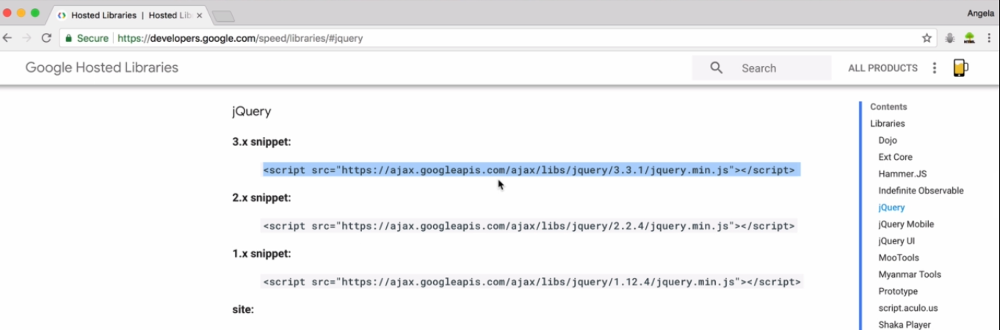 Hosted Libraries | Hosted Lib
Angela
Secure https://developers.google.com/speed/libraries/#jquery
Google Hosted Libraries
Search
ALL PRODUCTS
jQuery
3.x snippet:
<script src="https://ajax.googleapis.com/ajax/libs/jquery/3.3.1/jquery.min.js"></script>
2.x snippet:
<script src="https://ajax.googleapis.com/ajax/libs/jquery/2.2.4/jquery.min.js"></script>
1.x snippet:
<script src="https://ajax.googleapis.com/ajax/libs/jquery/1.12.4/jquery.min.js"></script>
site:
Contents
Libraries
Dojo
Ext Core
Hammer.JS
Indefinite Observable
jQuery
jQuery Mobile
jQuery UI
MooTools
Myanmar Tools
Prototype
script.aculo.us
Shaka Player